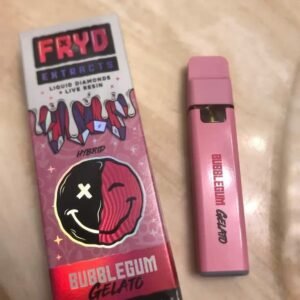 FRYD
EXTRACTS
LIQUID DIAMONDS
+ LIVE RESIN
HYBRID
BUBBLEGUM
GELATO
BUBBLEGUM
GELATO